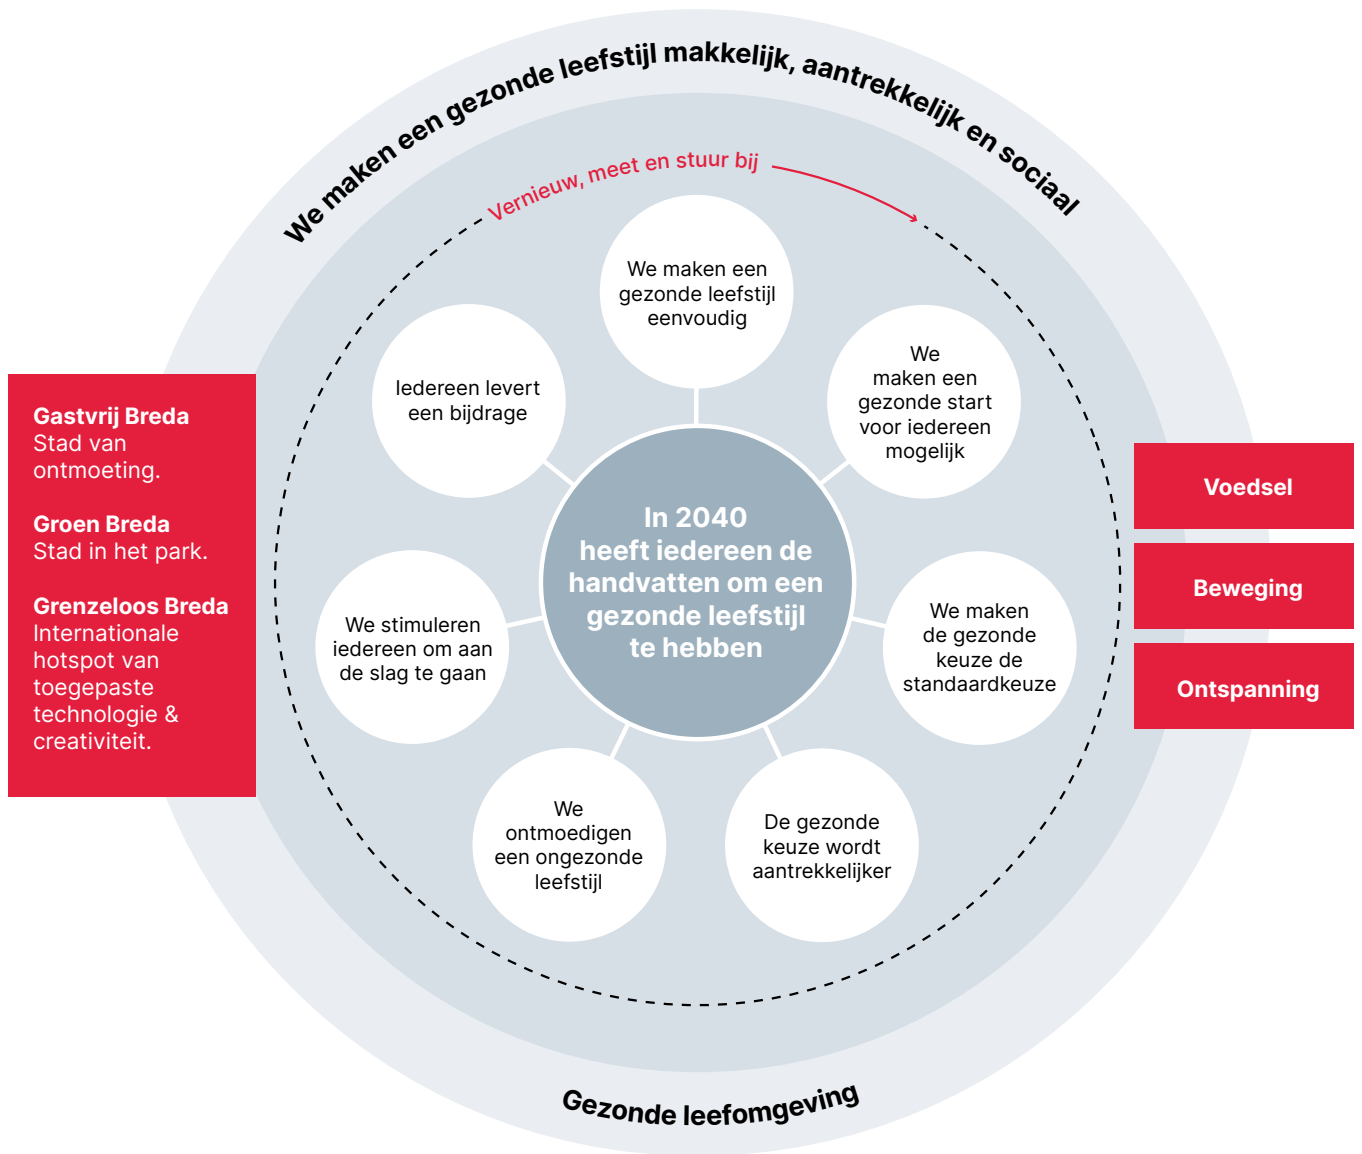 We maken een gezonde leefstijl makkelijk, aantrekkelijk en sociaal
Vernieuw, meet en stuur bij
We maken een
gezonde leefstijl
eenvoudig
We
maken een
gezonde start
voor iedereen
mogelijk
We maken
de gezonde
keuze de
standaardkeuze
De gezonde
keuze wordt
aantrekkelijker
We
ontmoedigen
een ongezonde
leefstijl
We stimuleren
iedereen om aan
de slag te gaan
Iedereen levert
een bijdrage
In 2040
heeft iedereen de
handvatten om een
gezonde leefstijl
te hebben
Gastvrij Breda
Stad van
ontmoeting.
Groen Breda
Stad in het park.
Grenzeloos Breda
Internationale
hotspot van
toegepaste
technologie &
creativiteit.
Voedsel
Beweging
Ontspanning
Gezonde leefomgeving